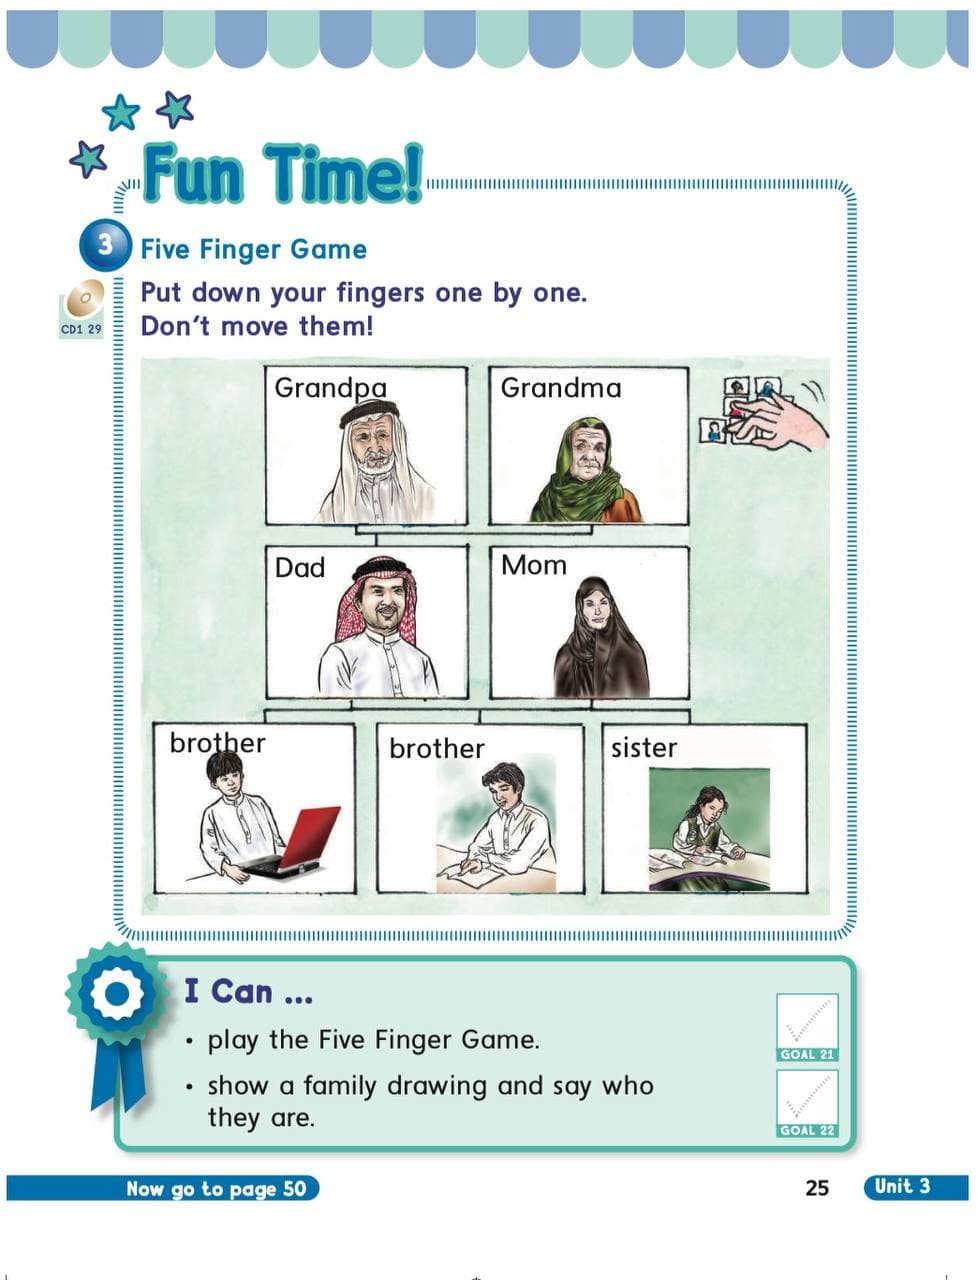 Fun Time!
3 Five Finger Game
CD1 29
Put down your fingers one by one.
Don't move them!
Grandpa
Grandma
Dad
Mom
brother
brother
sister
I Can ...
• play the Five Finger Game.
GOAL 21
• show a family drawing and say who
they are.
GOAL 22
Now go to page 50
25
Unit 3